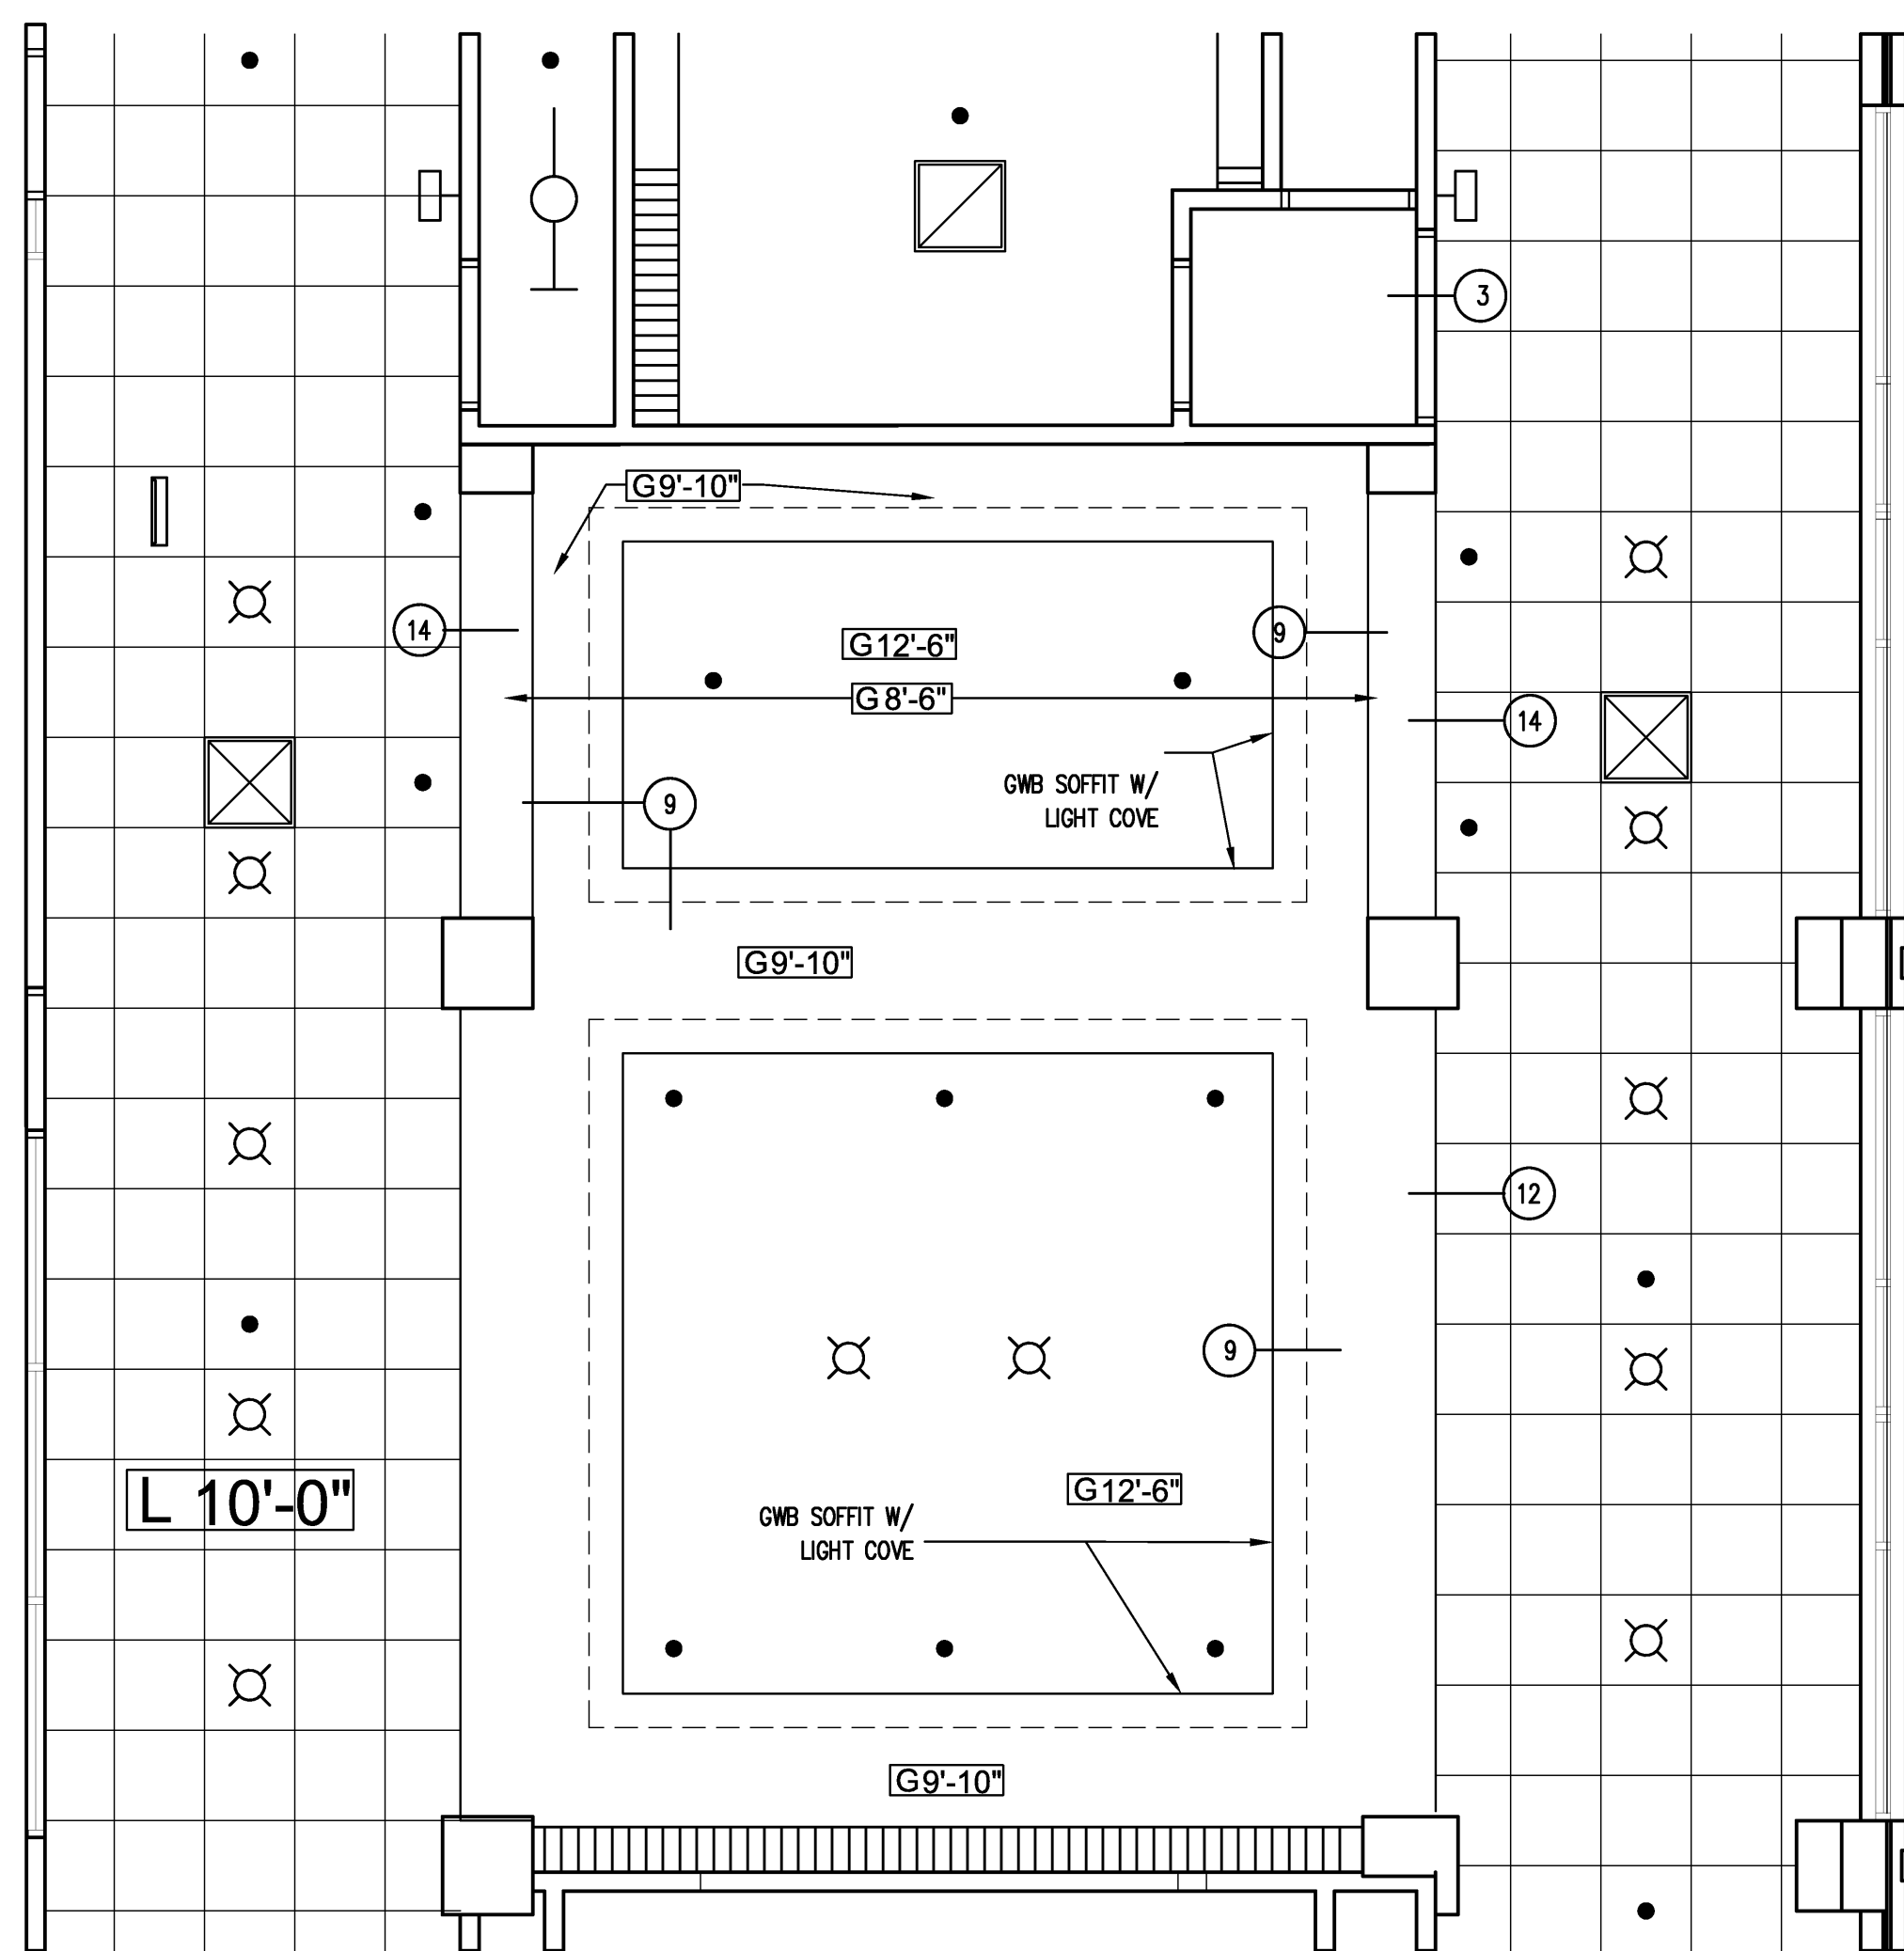 3
G9'-10"
14
G12'-6"
9
G8'-6"
14
GWB SOFFIT W/
LIGHT COVE
9
G9'-10"
12
9
G12'-6"
L 10'-0"
GWB SOFFIT W/
LIGHT COVE
G9'-10"